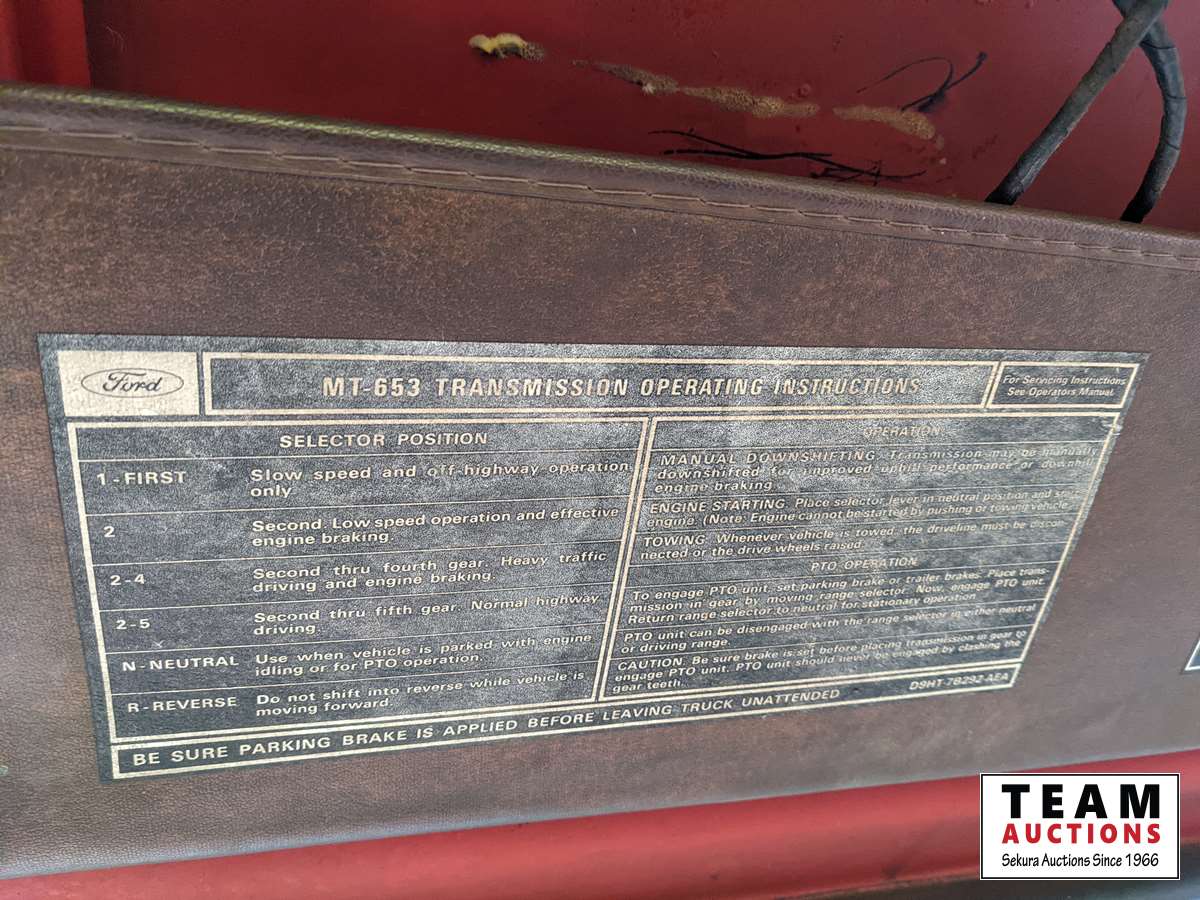 Ford
MT-653 TRANSMISSION OPERATING INSTRUCTIONS
For Servicing Instructions
See Operators Manual
SELECTOR POSITION
1-FIRST Slow speed and off-highway operation
only
2 Second. Low speed operation and effective
engine braking.
2-4 Second thru fourth gear. Heavy traffic
driving and engine braking.
2-5 Second thru fifth gear. Normal highway
driving.
N-NEUTRAL Use when vehicle is parked with engine
idling or for PTO operation.
R-REVERSE Do not shift into reverse while vehicle is
moving forward.
OPERATION
MANUAL DOWNSHIFTING. Transmission may be manually
downshifted for improved uphill performance or downhill
engine braking.
ENGINE STARTING. Place selector lever in neutral position and start
engine. (Note: Engine cannot be started by pushing or towing vehicle.)
TOWING. Whenever vehicle is towed, the driveline must be discon-
nected or the drive wheels raised.
PTO OPERATION
To engage PTO unit, set parking brake or trailer brakes. Place trans-
mission in gear by moving range selector. Now, engage PTO unit.
Return range selector to neutral for stationary operation.
PTO unit can be disengaged with the range selector in either neutral
or driving range.
CAUTION. Be sure brake is set before placing transmission in gear to
engage PTO unit. PTO unit should never be engaged by clashing the
gear teeth.
BE SURE PARKING BRAKE IS APPLIED BEFORE LEAVING TRUCK UNATTENDED D9HT-7B292-AEA
TEAM
AUCTIONS
Sekura Auctions Since 1966